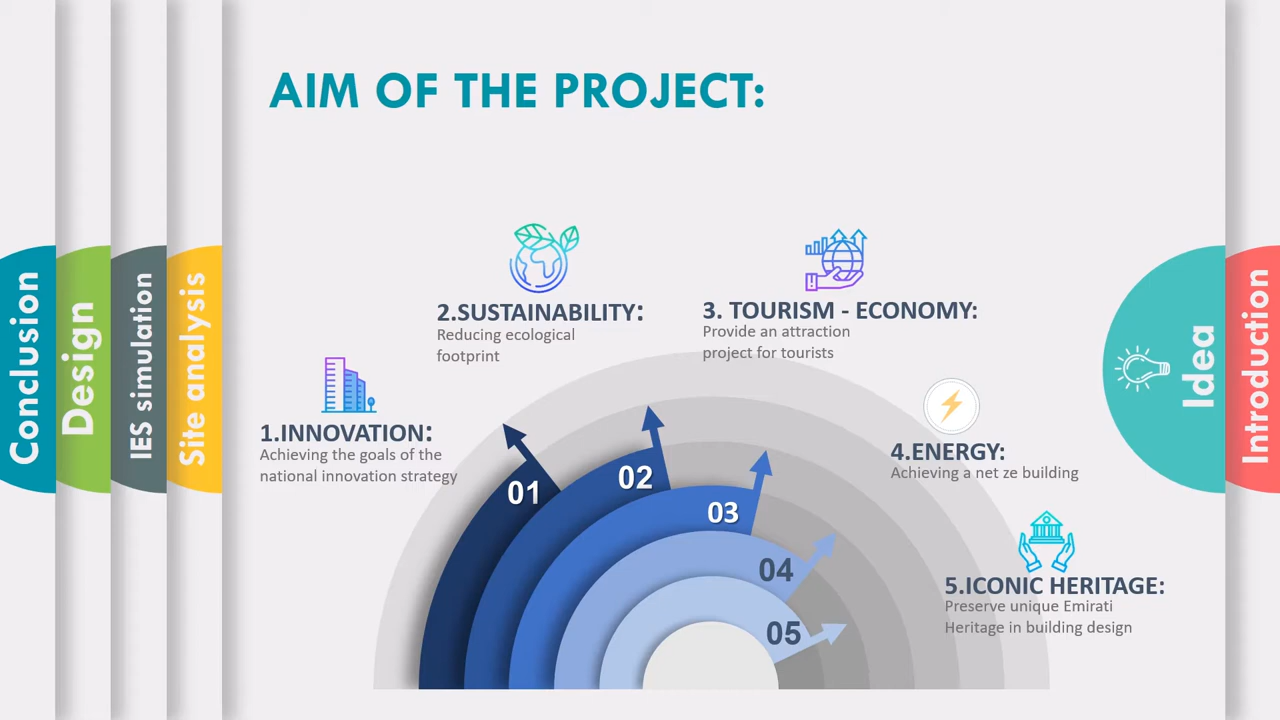 AIM OF THE PROJECT:
2.SUSTAINABILITY:
Reducing ecological
footprint
3. TOURISM - ECONOMY:
Provide an attraction
project for tourists
1.INNOVATION:
Achieving the goals of the
national innovation strategy
4.ENERGY:
Achieving a net ze building
5.ICONIC HERITAGE:
Preserve unique Emirati
Heritage in building design
01
02
03
04
05
Conclusion
Design
IES simulation
Site analysis
Idea
Introduction